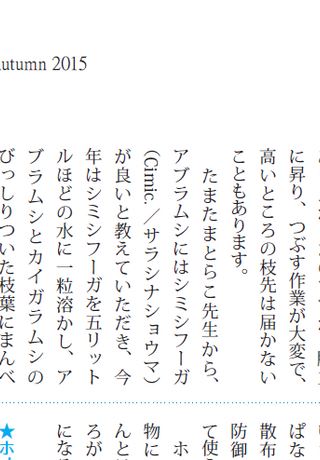 utumn 2015
に昇り、つぶす作業が大変で、
高いところの枝先は届かない
こともあります。
たまたまとらこ先生から、
アブラムシにはシミシフーガ
（Cimic.／サラシナショウマ）
が良いと教えていただき、今
年はシミシフーガを五リット
ルほどの水に一粒溶かし、ア
ブラムシとカイガラムシの
びっしりついた枝葉にまんべ
ぱな
散布
防御
て使
ホ
物に
んと
ろが
にな
★ホ